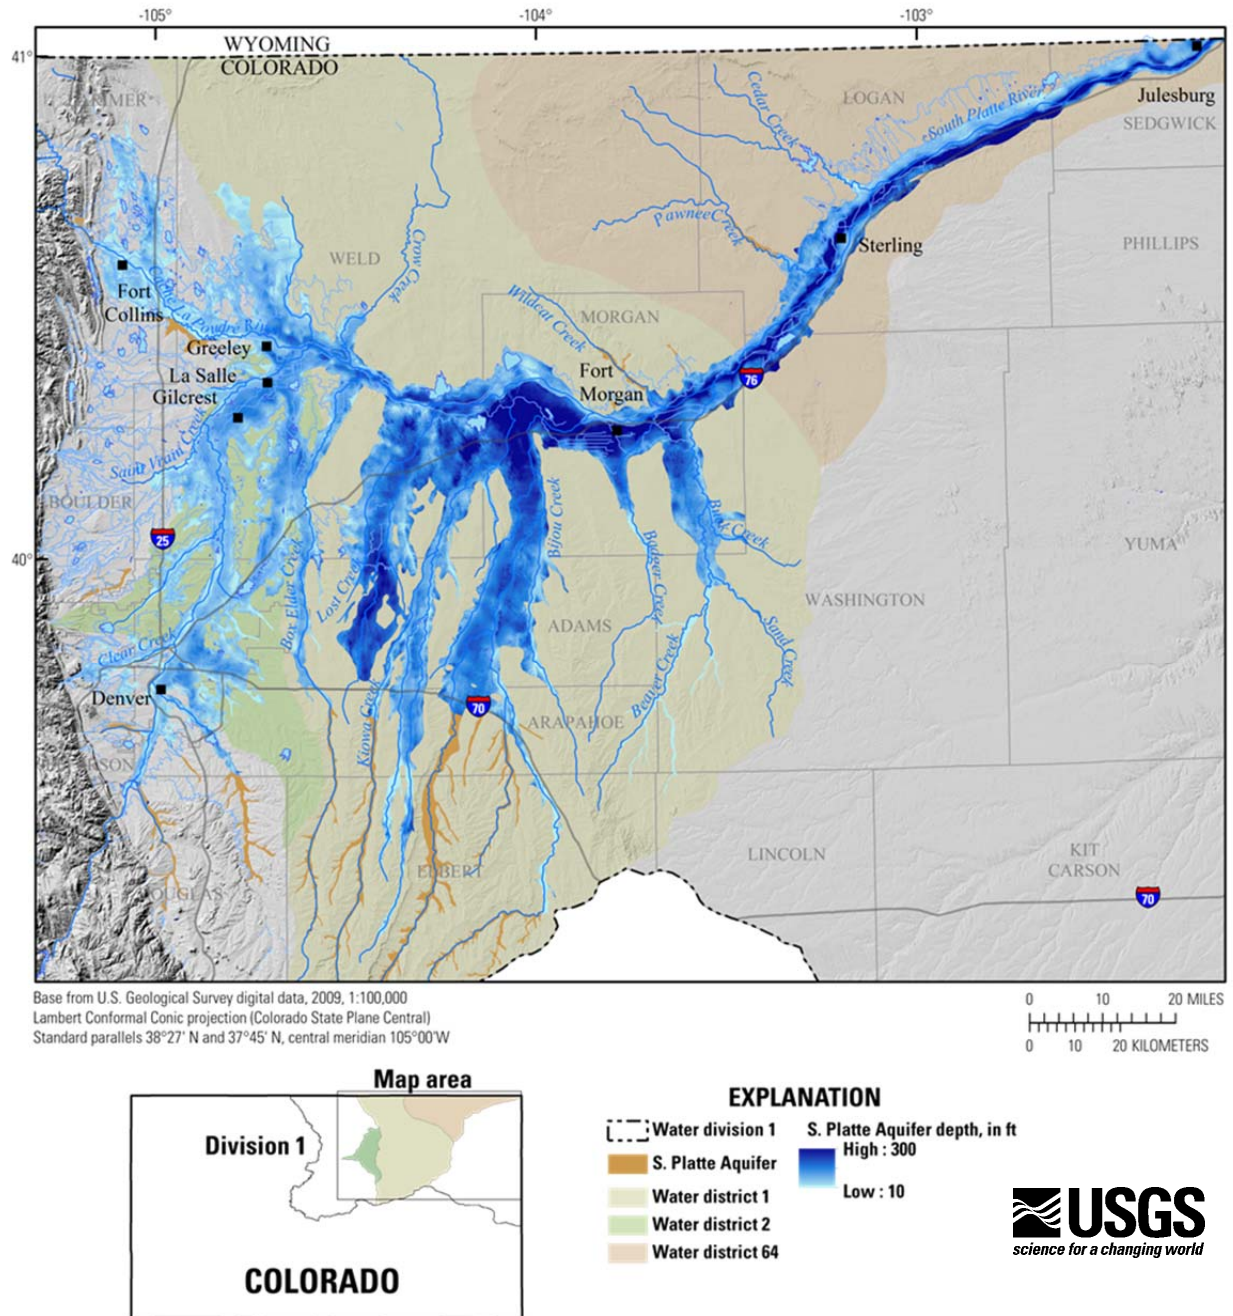 -105°
-104°
-103°
41°
WYOMING
COLORADO
LOGAN
Cedar Creek
South Platte River
Julesburg
SEDGWICK
Pawnee Creek
Sterling
PHILLIPS
WELD
Crow Creek
Fort
Collins
Cache La Poudre
Wildcat Creek
MORGAN
Greeley
La Salle
Gilcrest
Fort
Morgan
76
Saint Vrain Creek
BOULDER
25
40°
Box Elder Creek
Lost Creek
Bijou Creek
Badger Creek
Creek
YUMA
WASHINGTON
ADAMS
Clear Creek
Beaver Creek
Sand Creek
Denver
Kiowa Creek
70
ARAPAHOE
ELBERT
LINCOLN
KIT
CARSON
70
Base from U.S. Geological Survey digital data, 2009, 1:100,000
Lambert Conformal Conic projection (Colorado State Plane Central)
Standard parallels 38°27' N and 37°45' N, central meridian 105°00'W
0 10 20 MILES
0 10 20 KILOMETERS
Map area
Division 1
COLORADO
EXPLANATION
Water division 1
S. Platte Aquifer
Water district 1
Water district 2
Water district 64
S. Platte Aquifer depth, in ft
High : 300
Low : 10
USGS
science for a changing world